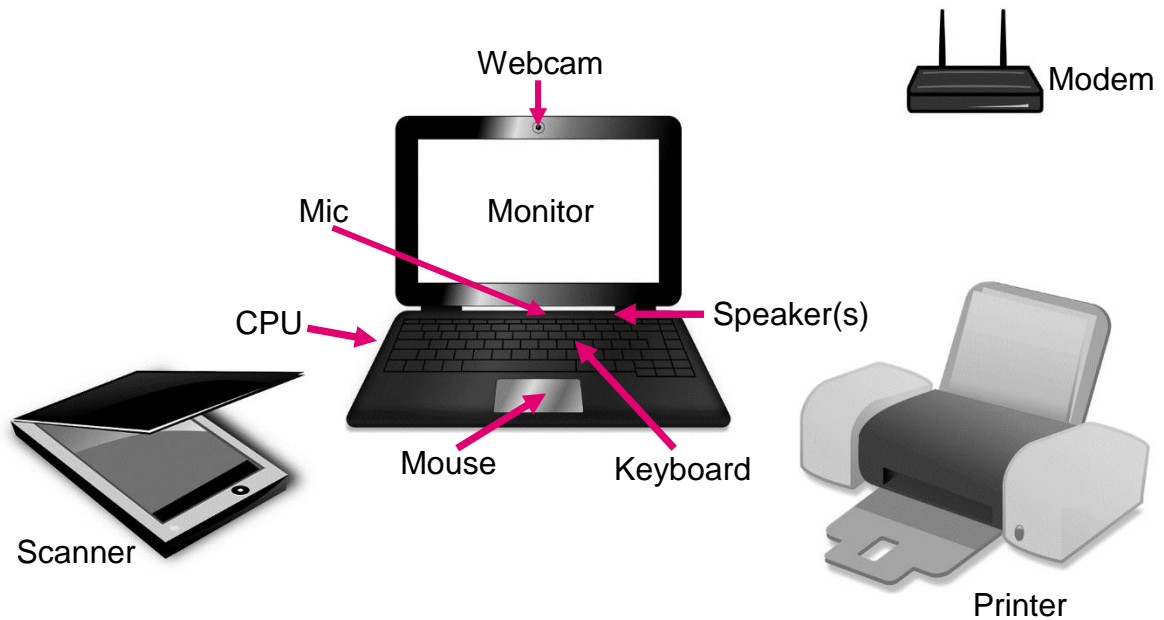 Webcam
Modem
Mic
Monitor
CPU
Speaker(s)
Mouse
Keyboard
Scanner
Printer